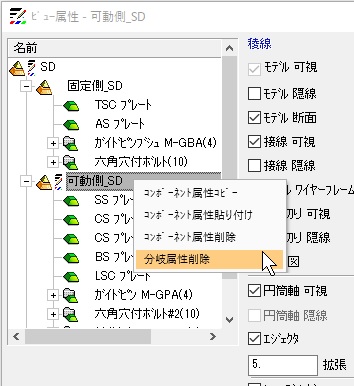 ﾋﾞｭｰ属性 - 可動側_SD
名前
SD
固定側_SD
TSC ﾌﾟﾚｰﾄ
AS ﾌﾟﾚｰﾄ
ｶﾞｲﾄﾞﾋﾟﾝﾌﾞｼｭ M-GBA(4)
六角穴付ﾎﾞﾙﾄ(10)
可動側_SD
SS ﾌﾟ
CS ﾌﾟ
BS ﾌﾟ
LSC ﾌﾟﾚｰﾄ
ｶﾞｲﾄﾞﾋﾟﾝ M-GPA(4)
六角穴付ﾎﾞﾙﾄ#2(10)
ｺﾝﾎﾟｰﾈﾝﾄ属性ｺﾋﾟｰ
ｺﾝﾎﾟｰﾈﾝﾄ属性貼り付け
ｺﾝﾎﾟｰﾈﾝﾄ属性削除
分岐属性削除
稜線
ﾓﾃﾞﾙ 可視
ﾓﾃﾞﾙ 隠線
ﾓﾃﾞﾙ 断面
接線 可視
接線 隠線
ﾙ ﾜｲﾔｰﾌﾚｰﾑ
切り 可視
切り 隠線
円筒軸 可視
円筒軸 隠線
ｴｼﾞｪｸﾀ
5.
拡張